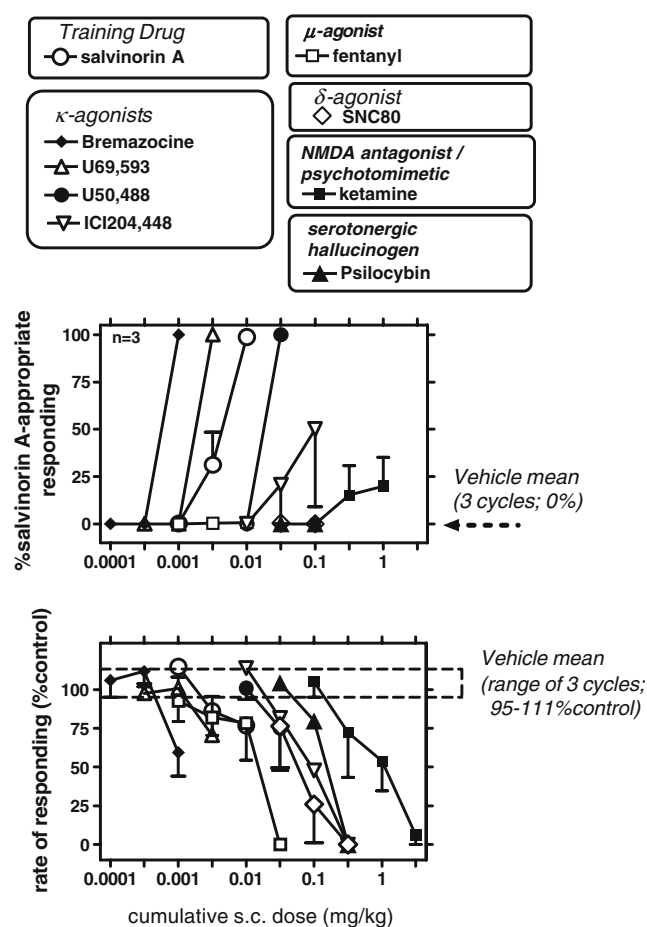 Training Drug
salvinorin A
κ-agonists
Bremazocine
U69,593
U50,488
ICI204,448
μ-agonist
fentanyl
δ-agonist
SNC80
NMDA antagonist /
psychotomimetic
ketamine
serotonergic
hallucinogen
Psilocybin
%salvinorin A-appropriate
responding
100
75
50
25
0
n=3
0.0001 0.001 0.01 0.1 1
Vehicle mean
(3 cycles; 0%)
rate of responding (%control)
100
75
50
25
0
0.0001 0.001 0.01 0.1 1
Vehicle mean
(range of 3 cycles;
95-111%control)
cumulative s.c. dose (mg/kg)